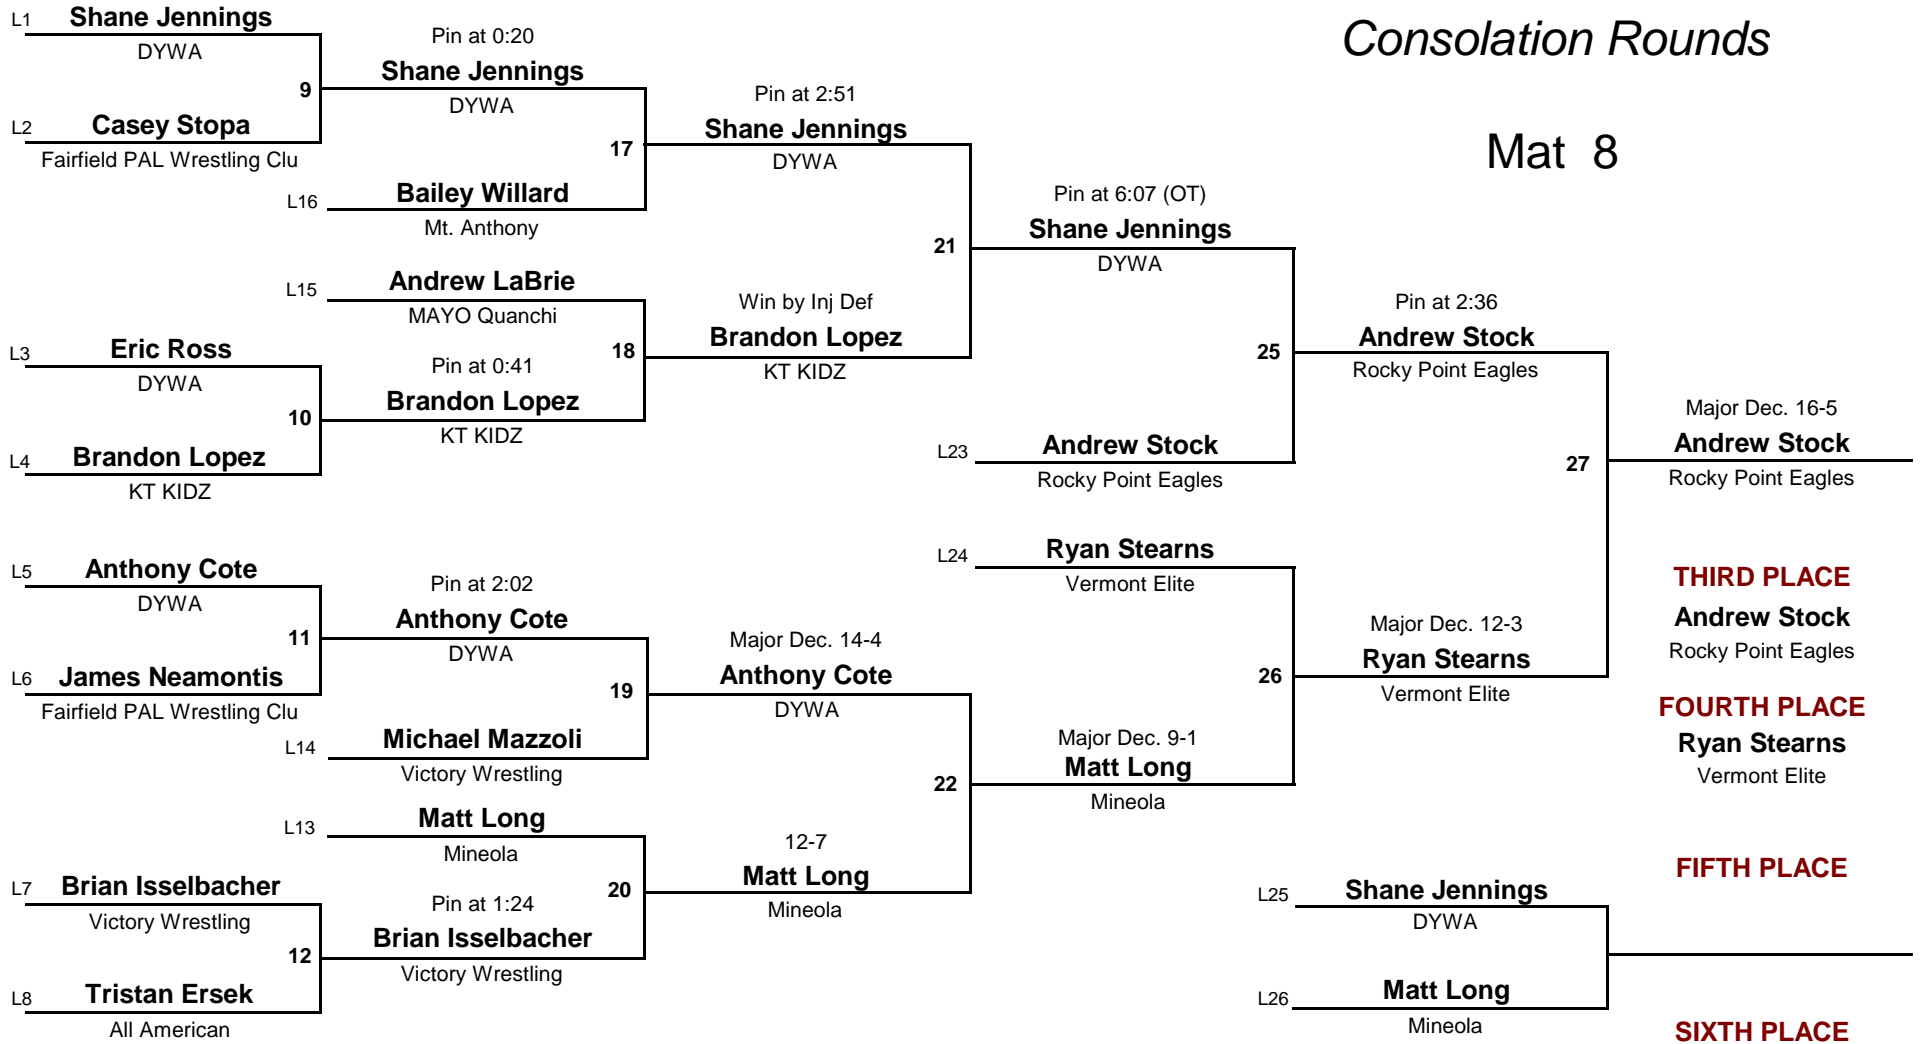 Consolation Rounds
Mat 8
L1 Shane Jennings
DYWA
9
L2 Casey Stopa
Fairfield PAL Wrestling Clu
Pin at 0:20
Shane Jennings
DYWA
17
L16 Bailey Willard
Mt. Anthony
L15 Andrew LaBrie
MAYO Quanchi
18
L3 Eric Ross
DYWA
10
L4 Brandon Lopez
KT KIDZ
Pin at 0:41
Brandon Lopez
KT KIDZ
Pin at 2:51
Shane Jennings
DYWA
21
Win by Inj Def
Brandon Lopez
KT KIDZ
Pin at 6:07 (OT)
Shane Jennings
DYWA
25
L23 Andrew Stock
Rocky Point Eagles
Pin at 2:36
Andrew Stock
Rocky Point Eagles
27
Major Dec. 16-5
Andrew Stock
Rocky Point Eagles
L5 Anthony Cote
DYWA
11
L6 James Neamontis
Fairfield PAL Wrestling Clu
Pin at 2:02
Anthony Cote
DYWA
19
L14 Michael Mazzoli
Victory Wrestling
L13 Matt Long
Mineola
20
L7 Brian Isselbacher
Victory Wrestling
12
L8 Tristan Ersek
All American
Pin at 1:24
Brian Isselbacher
Victory Wrestling
Major Dec. 14-4
Anthony Cote
DYWA
22
12-7
Matt Long
Mineola
L24 Ryan Stearns
Vermont Elite
26
Major Dec. 9-1
Matt Long
Mineola
Major Dec. 12-3
Ryan Stearns
Vermont Elite
THIRD PLACE
Andrew Stock
Rocky Point Eagles
FOURTH PLACE
Ryan Stearns
Vermont Elite
FIFTH PLACE
L25 Shane Jennings
DYWA
L26 Matt Long
Mineola
SIXTH PLACE